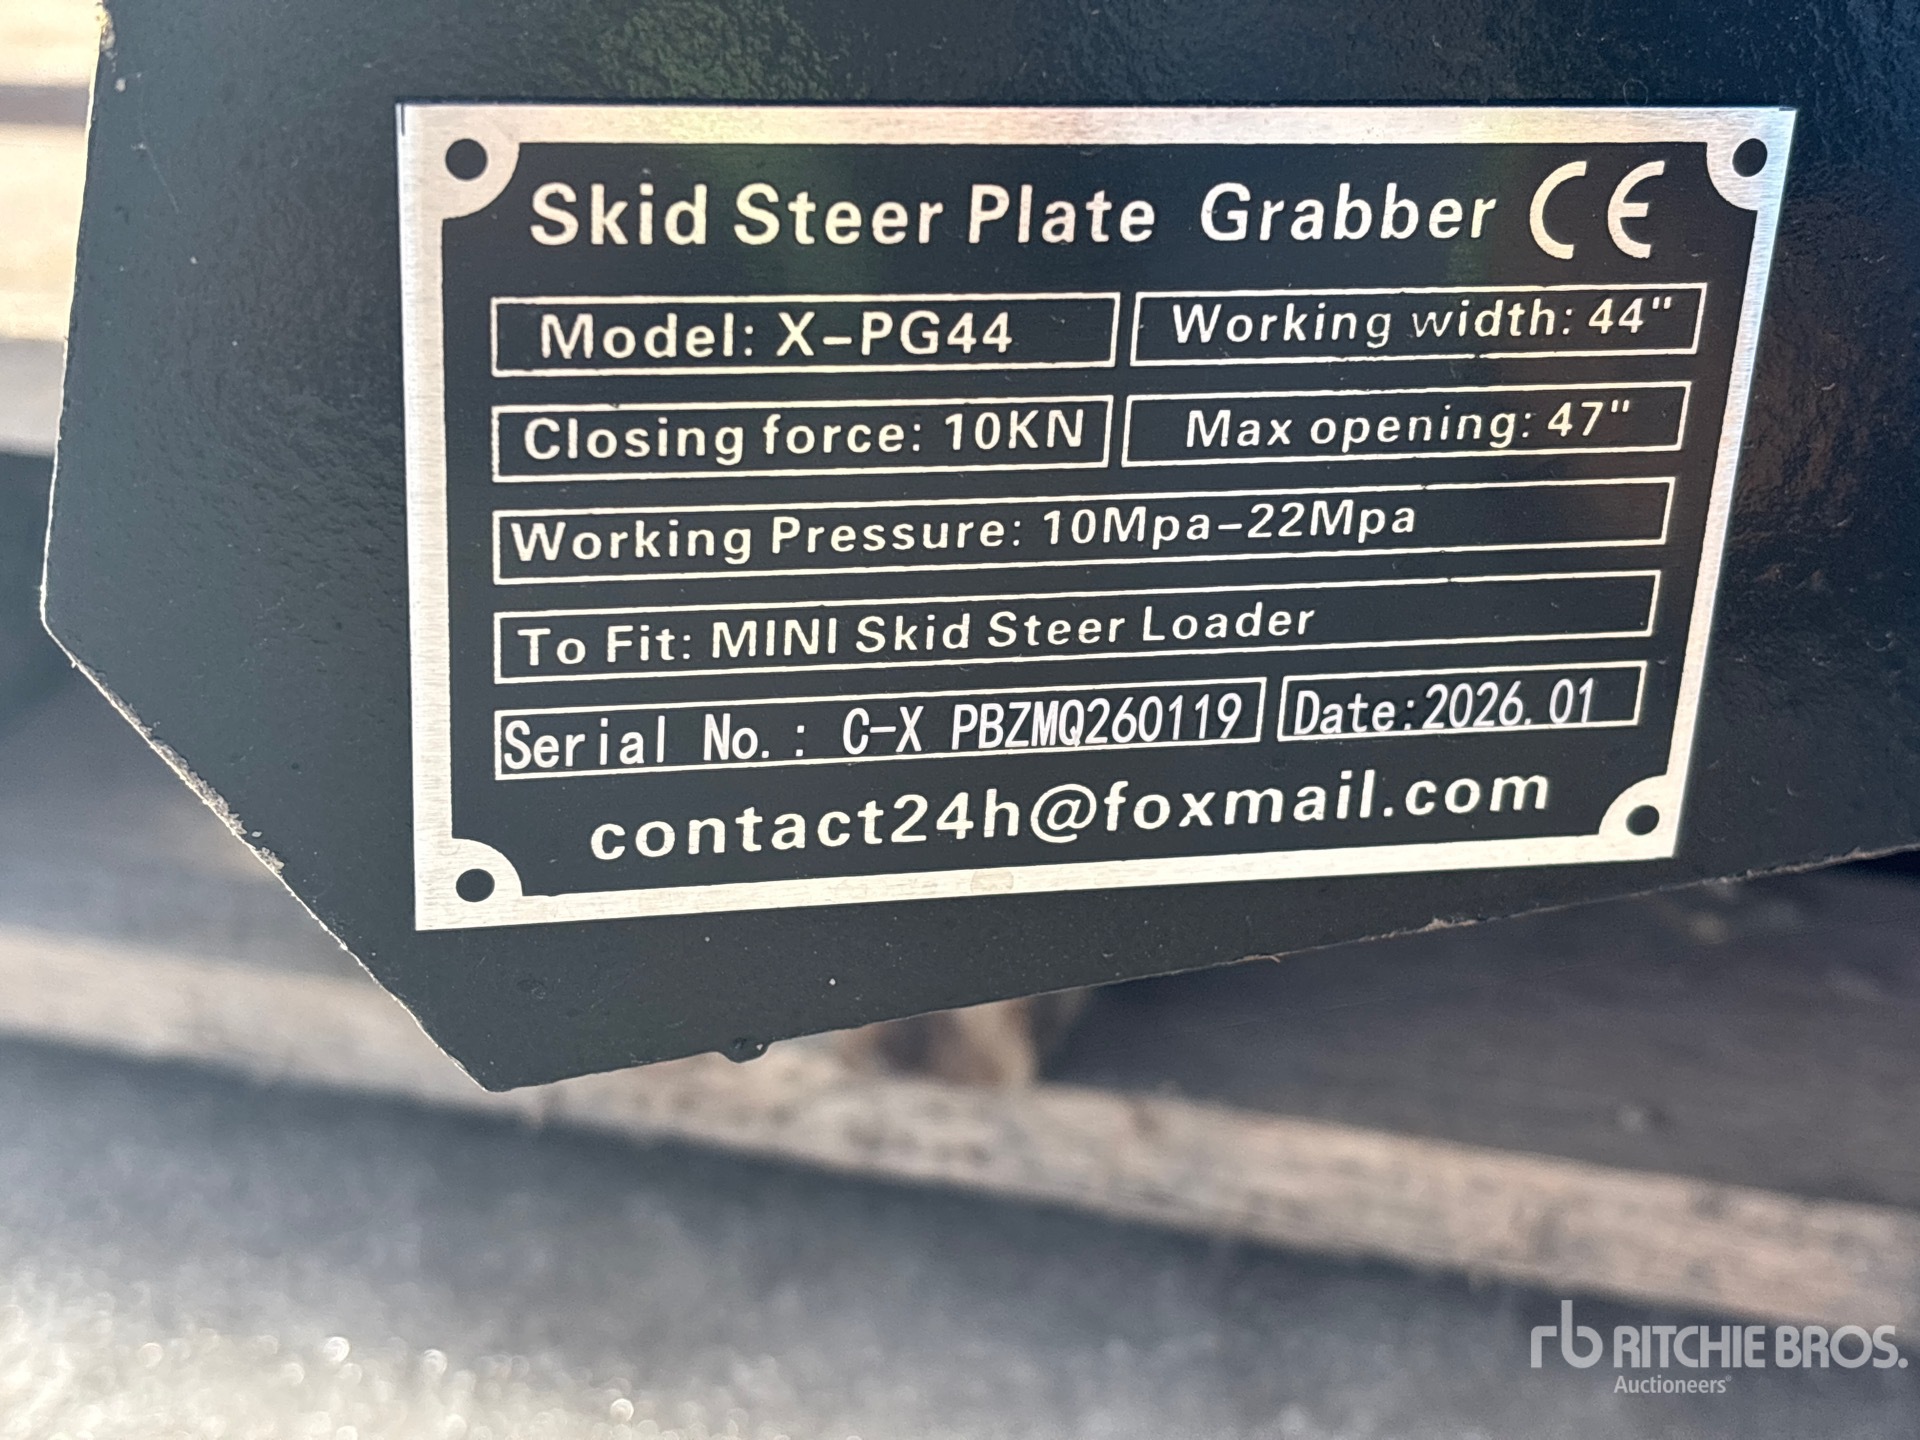 Skid Steer Plate Grabber CE
Model: X-PG44
Working width: 44"
Closing force: 10KN
Max opening: 47"
Working Pressure: 10Mpa-22Mpa
To Fit: MINI Skid Steer Loader
Serial No.: C-X PBZMQ260119
Date:2026.01
contact24h@foxmail.com
rb RITCHIE BROS.
Auctioneers